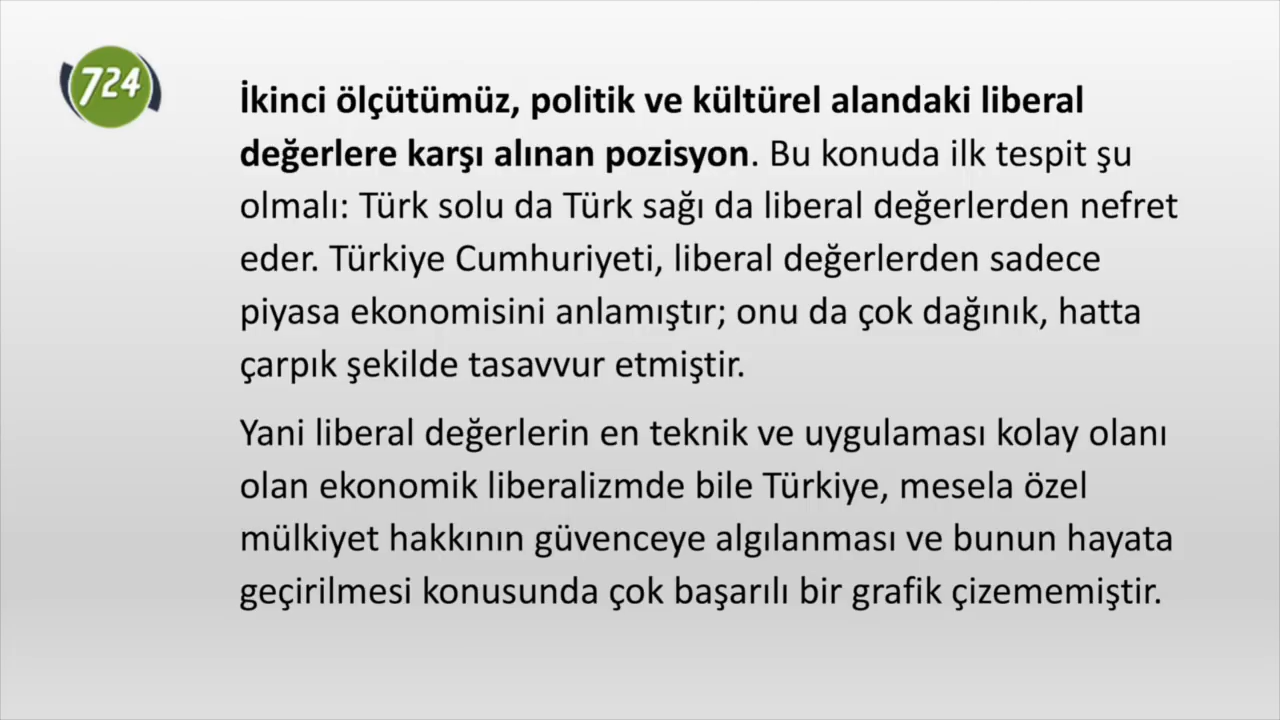 724
İkinci ölçütümüz, politik ve kültürel alandaki liberal
değerlere karşı alınan pozisyon. Bu konuda ilk tespit şu
olmalı: Türk solu da Türk sağı da liberal değerlerden nefret
eder. Türkiye Cumhuriyeti, liberal değerlerden sadece
piyasa ekonomisini anlamıştır; onu da çok dağınık, hatta
çarpık şekilde tasavvur etmiştir.
Yani liberal değerlerin en teknik ve uygulaması kolay olanı
olan ekonomik liberalizmde bile Türkiye, mesela özel
mülkiyet hakkının güvenceye algılanması ve bunun hayata
geçirilmesi konusunda çok başarılı bir grafik çizememiştir.